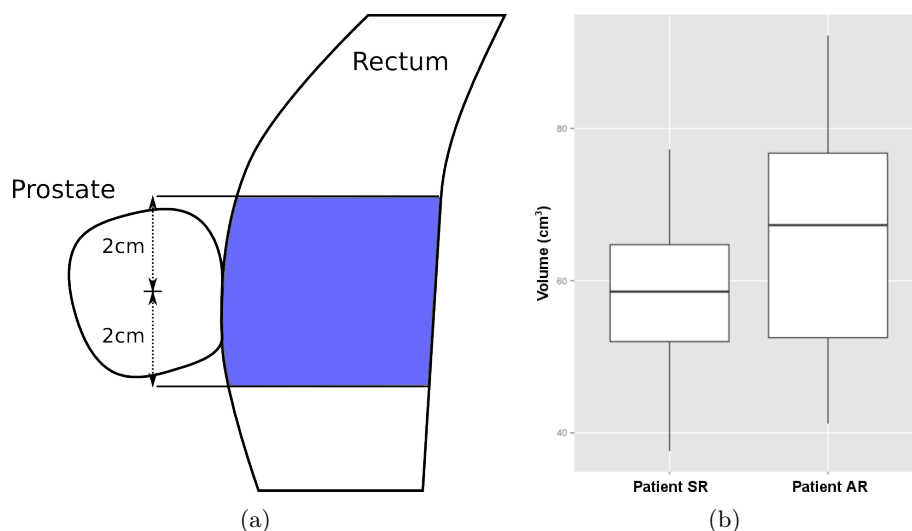 Rectum
Prostate
2cm
2cm
(a)
Volume (cm³)
80
60
40
Patient SR
Patient AR
(b)